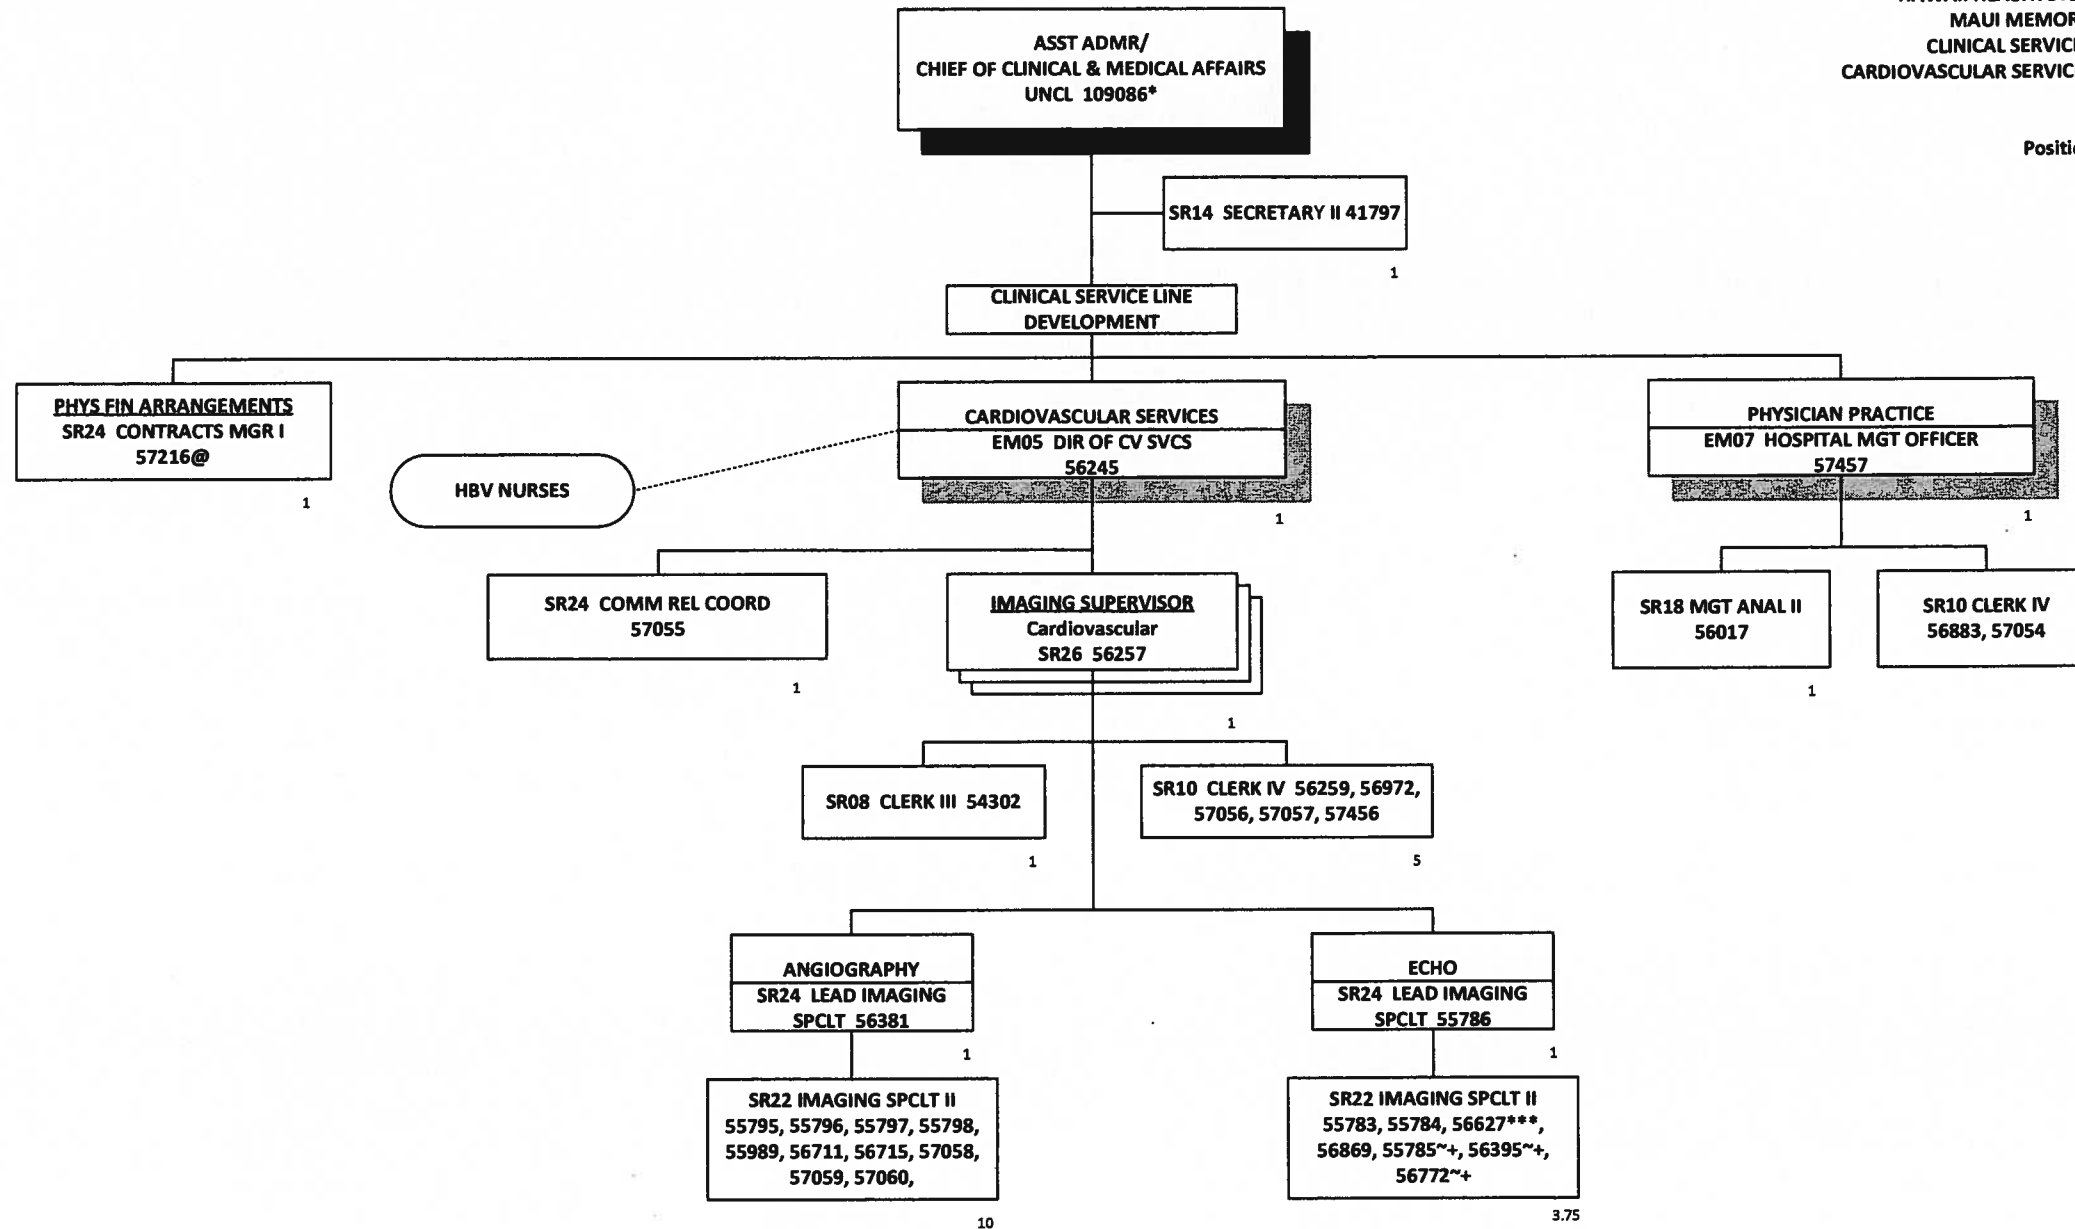 MAUI MEMOR
CLINICAL SERVIC
CARDIOVASCULAR SERVIC
Positi
ASST ADMR/
CHIEF OF CLINICAL & MEDICAL AFFAIRS
UNCL 109086*
SR14 SECRETARY II 41797
1
CLINICAL SERVICE LINE
DEVELOPMENT
PHYS FIN ARRANGEMENTS
SR24 CONTRACTS MGR I
57216@
1
HBV NURSES
CARDIOVASCULAR SERVICES
EM05 DIR OF CV SVCS
56245
1
PHYSICIAN PRACTICE
EM07 HOSPITAL MGT OFFICER
57457
1
SR24 COMM REL COORD
57055
1
IMAGING SUPERVISOR
Cardiovascular
SR26 56257
1
SR18 MGT ANAL II
56017
1
SR10 CLERK IV
56883, 57054
SR08 CLERK III 54302
1
SR10 CLERK IV 56259, 56972,
57056, 57057, 57456
5
ANGIOGRAPHY
SR24 LEAD IMAGING
SPCLT 56381
1
ECHO
SR24 LEAD IMAGING
SPCLT 55786
1
SR22 IMAGING SPCLT II
55795, 55796, 55797, 55798,
55989, 56711, 56715, 57058,
57059, 57060,
10
SR22 IMAGING SPCLT II
55783, 55784, 56627***,
56869, 55785~+, 56395~+,
56772~+
3.75